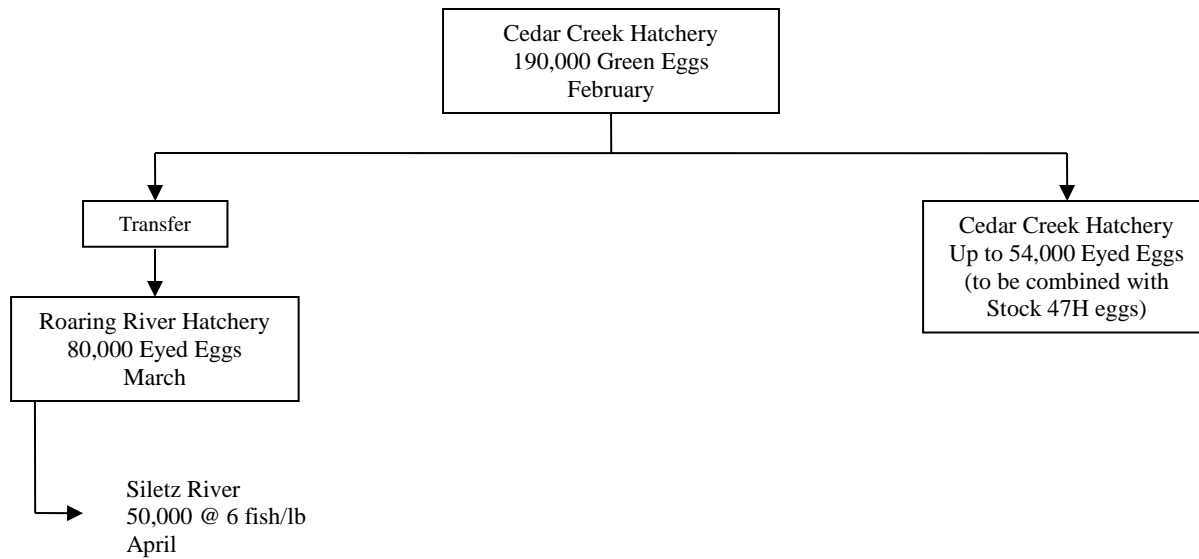 Cedar Creek Hatchery
190,000 Green Eggs
February
Transfer
Roaring River Hatchery
80,000 Eyed Eggs
March
Siletz River
50,000 @ 6 fish/lb
April
Cedar Creek Hatchery
Up to 54,000 Eyed Eggs
(to be combined with
Stock 47H eggs)